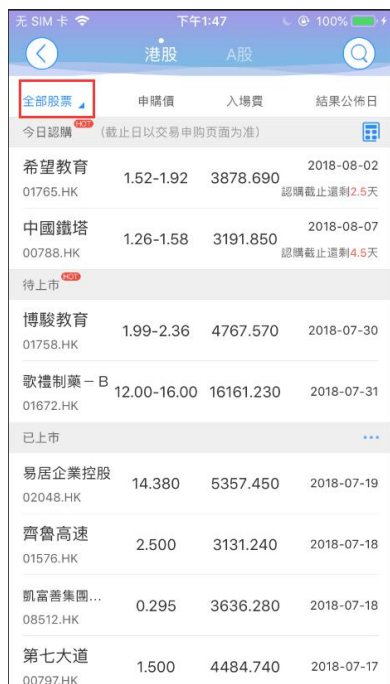 无 SIM 卡 下午1:47 100%
港股 A股
全部股票 申購價 入場費 結果公佈日
今日認購 HOT (截止日以交易申购页面为准)
希望教育 1.52-1.92 3878.690 2018-08-02
01765.HK 認購截止還剩2.5天
中國鐵塔 1.26-1.58 3191.850 2018-08-07
00788.HK 認購截止還剩4.5天
待上市 HOT
博駿教育 1.99-2.36 4767.570 2018-07-30
01758.HK
歌禮制藥－B 12.00-16.00 16161.230 2018-07-31
01672.HK
已上市
易居企業控股 14.380 5357.450 2018-07-19
02048.HK
齊魯高速 2.500 3131.240 2018-07-18
01576.HK
凱富善集團... 0.295 3636.280 2018-07-18
08512.HK
第七大道 1.500 4484.740 2018-07-17
00797.HK